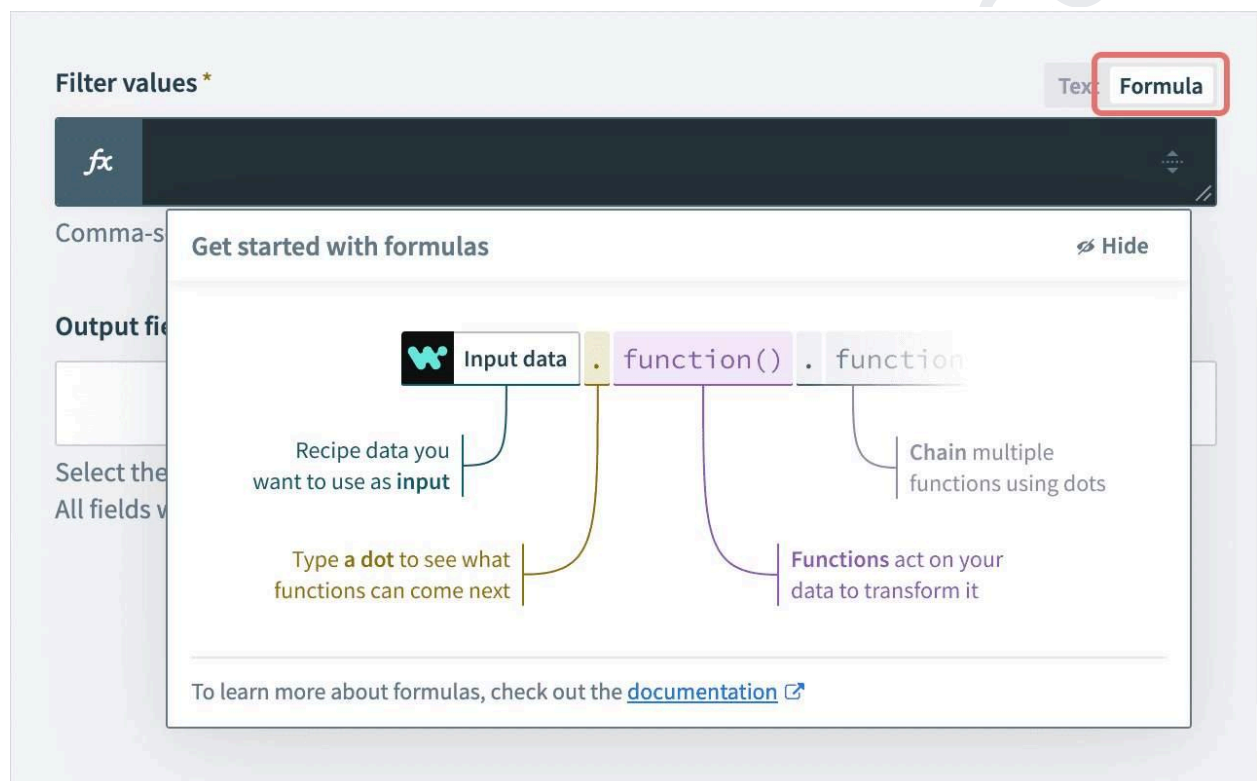 Filter values *
Text Formula
fx
Comma-s
Get started with formulas
Hide
Output fie
Input data . function() . function
Recipe data you
want to use as input
Chain multiple
functions using dots
Select the
All fields w
Type a dot to see what
functions can come next
Functions act on your
data to transform it
To learn more about formulas, check out the documentation